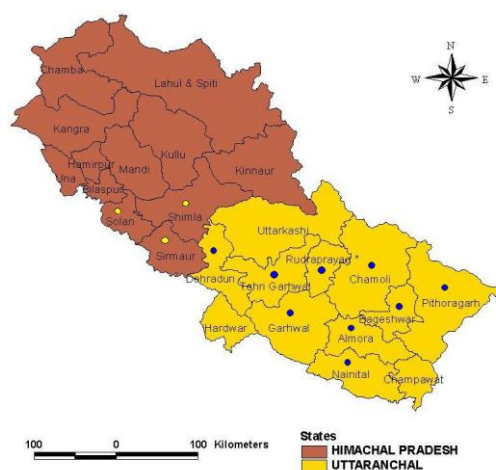 N
W E
S
Chamba
Lahul & Spiti
Kangra
Kullu
Hamirpur
Mandi
Kinnaur
Una
Bilaspur
Shimla
Solan
Uttarkashi
Sirmaur
Rudraprayag *
Dehradun
Tehri Garhwal
Chamoli
Pithoragarh
Bageshwar
Hardwar
Garhwal
Almora
Nainital
Champawat
100 0 100 Kilometers
States
HIMACHAL PRADESH
UTTARANCHAL